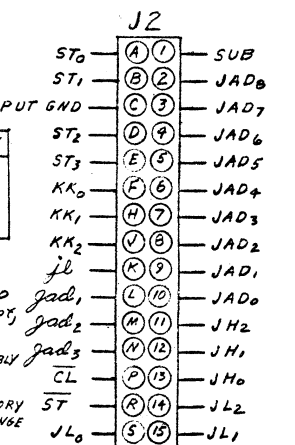 J2
ST₀ A 1 SUB
ST₁ B 2 JAD₈
PUT GND C 3 JAD₇
ST₂ D 4 JAD₆
ST₃ E 5 JAD₅
KK₀ F 6 JAD₄
KK₁ H 7 JAD₃
KK₂ J 8 JAD₂
jl K 9 JAD₁
jad₁ L 10 JAD₀
jad₂ M 11 JH2
jad₃ N 12 JH₁
CL P 13 JH₀
ST R 14 JL₂
JL₀ S 15 JL₁